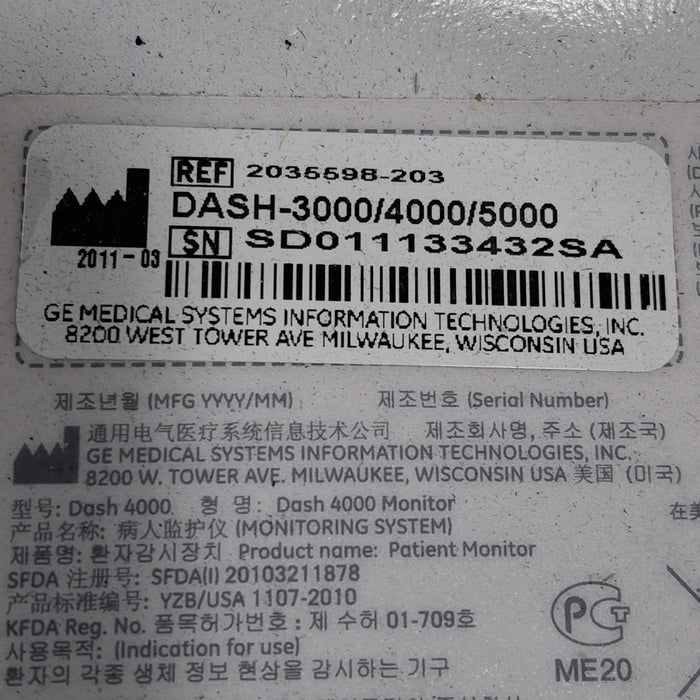 REF 2035598-203
DASH-3000/4000/5000
SN SD011133432SA
2011-03
GE MEDICAL SYSTEMS INFORMATION TECHNOLOGIES, INC.
8200 WEST TOWER AVE MILWAUKEE, WISCONSIN USA
제조년월 (MFG YYYY/MM) 제조번호 (Serial Number)
通用电气医疗系统信息技术公司 제조회사명, 주소 (제조국)
GE MEDICAL SYSTEMS INFORMATION TECHNOLOGIES, INC.
8200 W. TOWER AVE. MILWAUKEE, WISCONSIN USA 美国 (미국)
型号: Dash 4000 형 명: Dash 4000 Monitor
产品名称: 病人监护仪 (MONITORING SYSTEM)
제품명: 환자감시장치 Product name: Patient Monitor
SFDA 注册号: SFDA(I) 20103211878
产品标准编号: YZB/USA 1107-2010
KFDA Reg. No. 품목허가번호 : 제 수허 01-709호
사용목적: (Indication for use)
환자의 각종 생체 정보 현상을 감시하는 기구
PCT
ME20
在美